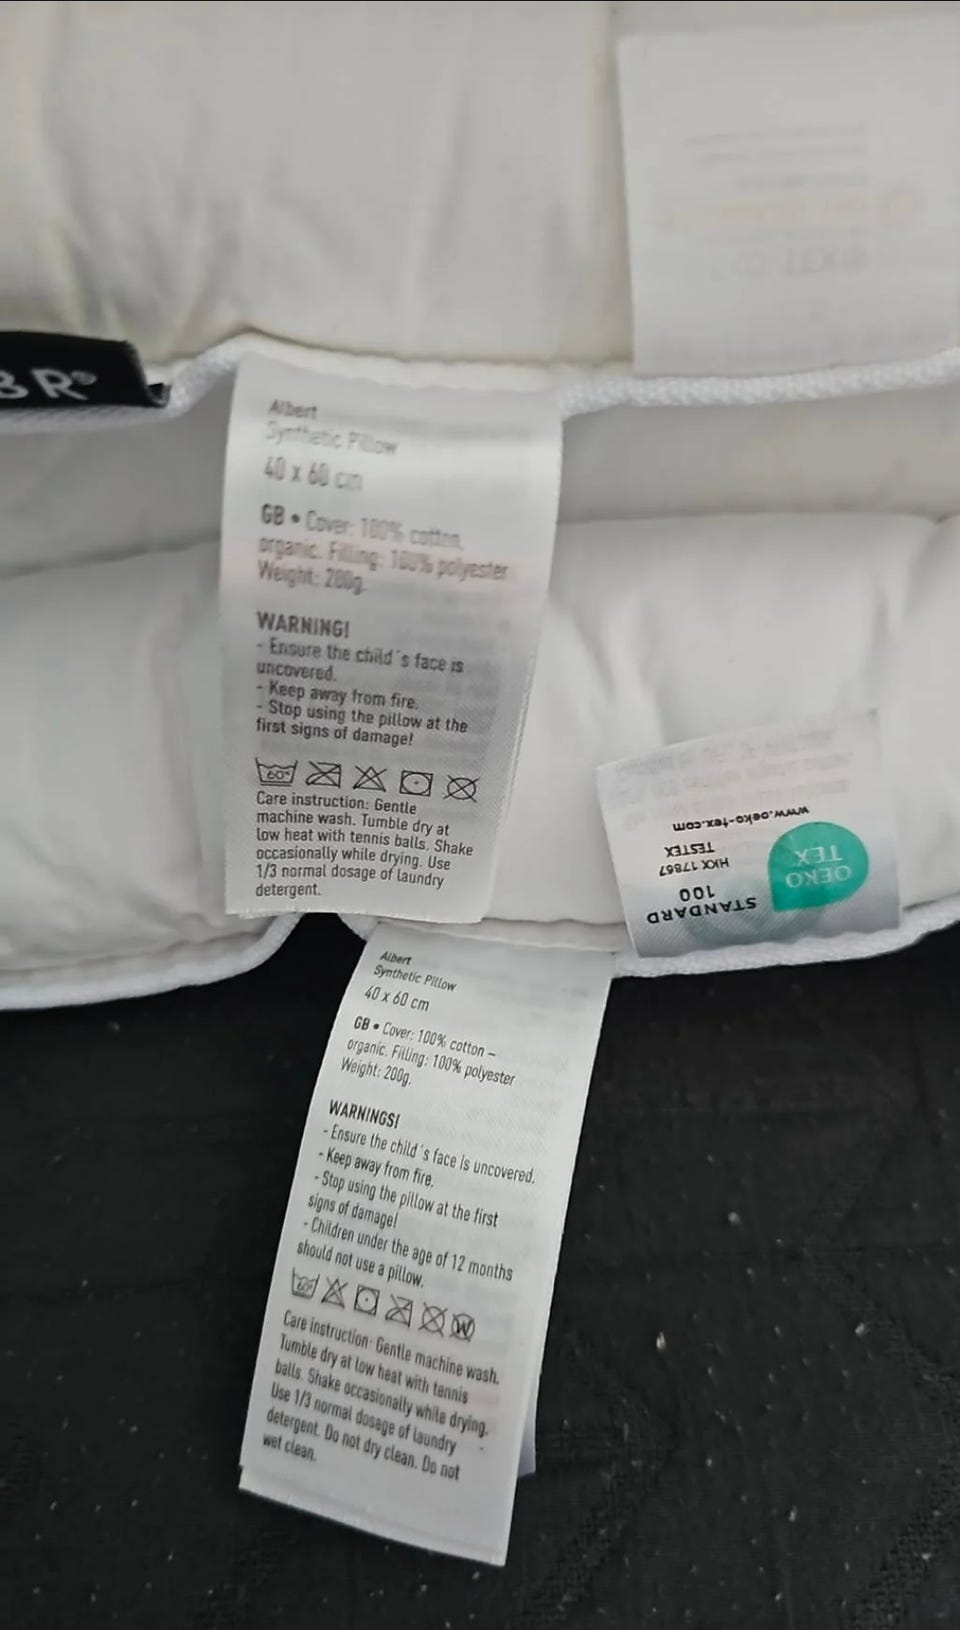 BR®
Albert
Synthetic Pillow
40 x 60 cm
GB • Cover: 100% cotton,
organic. Filling: 100% polyester
Weight: 200g.
WARNING!
- Ensure the child´s face is
uncovered.
- Keep away from fire.
- Stop using the pillow at the
first signs of damage!
60°
Care instruction: Gentle
machine wash. Tumble dry at
low heat with tennis balls. Shake
occasionally while drying. Use
1/3 normal dosage of laundry
detergent.
STANDARD
100
OEKO
TEX
HKX 17867
TESTEX
www.oeko-tex.com
Albert
Synthetic Pillow
40 x 60 cm
GB • Cover: 100% cotton –
organic. Filling: 100% polyester
Weight: 200g.
WARNINGS!
- Ensure the child´s face is uncovered.
- Keep away from fire.
- Stop using the pillow at the first
signs of damage!
- Children under the age of 12 months
should not use a pillow.
60° W
Care instruction: Gentle machine wash.
Tumble dry at low heat with tennis
balls. Shake occasionally while drying.
Use 1/3 normal dosage of laundry
detergent. Do not dry clean. Do not
wet clean.